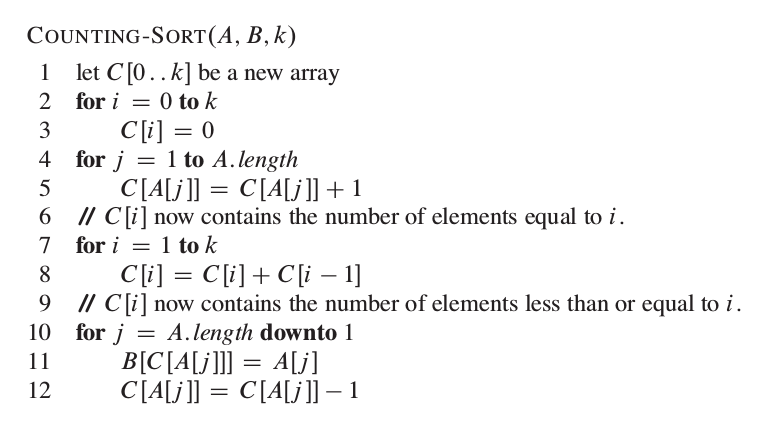 COUNTING-SORT(A, B, k)
1 let C[0..k] be a new array
2 for i = 0 to k
3 C[i] = 0
4 for j = 1 to A.length
5 C[A[j]] = C[A[j]] + 1
6 // C[i] now contains the number of elements equal to i.
7 for i = 1 to k
8 C[i] = C[i] + C[i − 1]
9 // C[i] now contains the number of elements less than or equal to i.
10 for j = A.length downto 1
11 B[C[A[j]]] = A[j]
12 C[A[j]] = C[A[j]] − 1